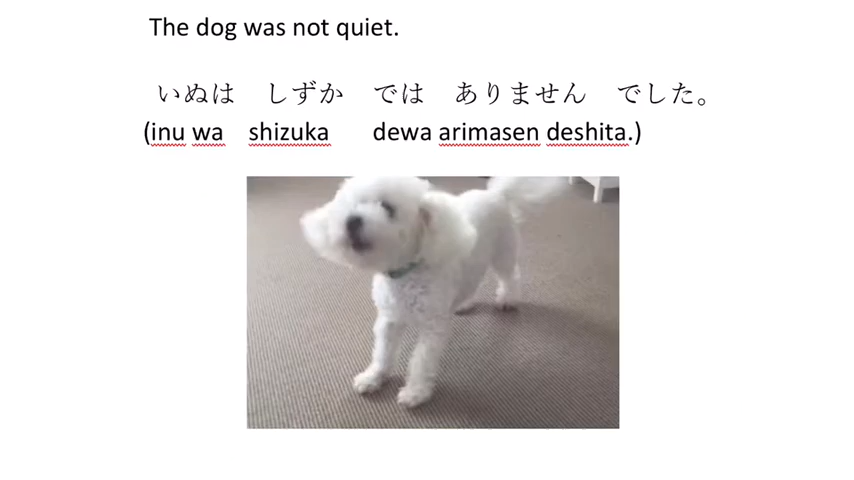 The dog was not quiet.
いぬは　しずか　では　ありません　でした。
(inu wa shizuka dewa arimasen deshita.)